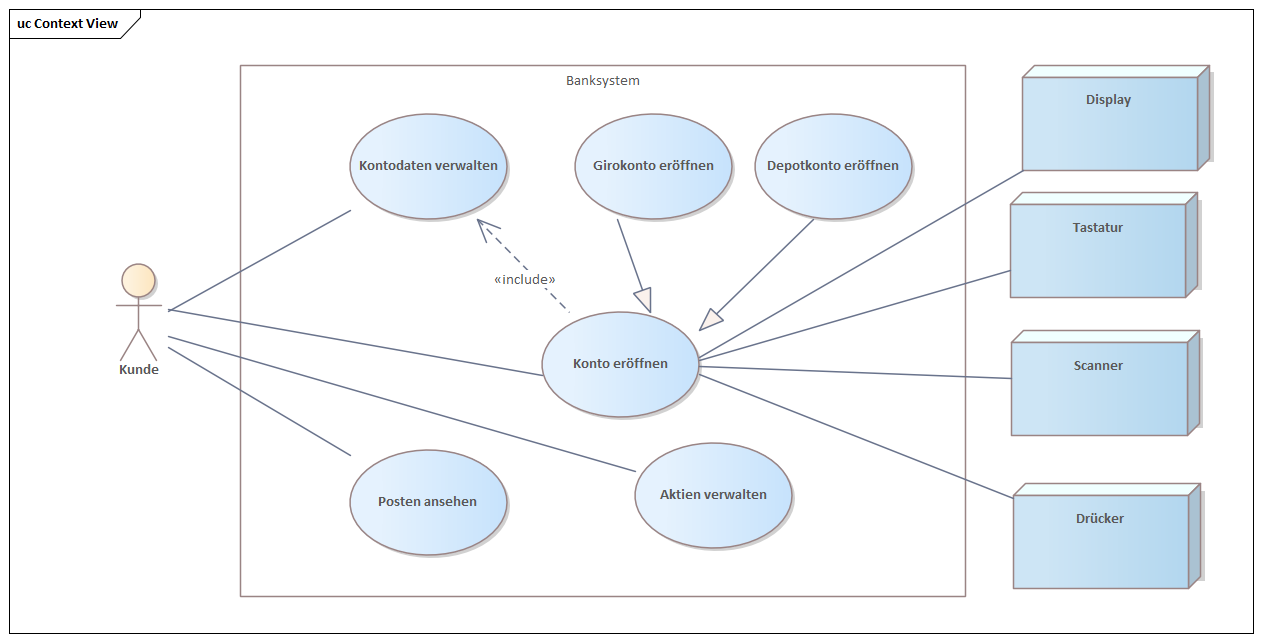 uc Context View
Banksystem
Display
Kontodaten verwalten
Girokonto eröffnen
Depotkonto eröffnen
Tastatur
«include»
Kunde
Konto eröffnen
Scanner
Posten ansehen
Aktien verwalten
Drücker